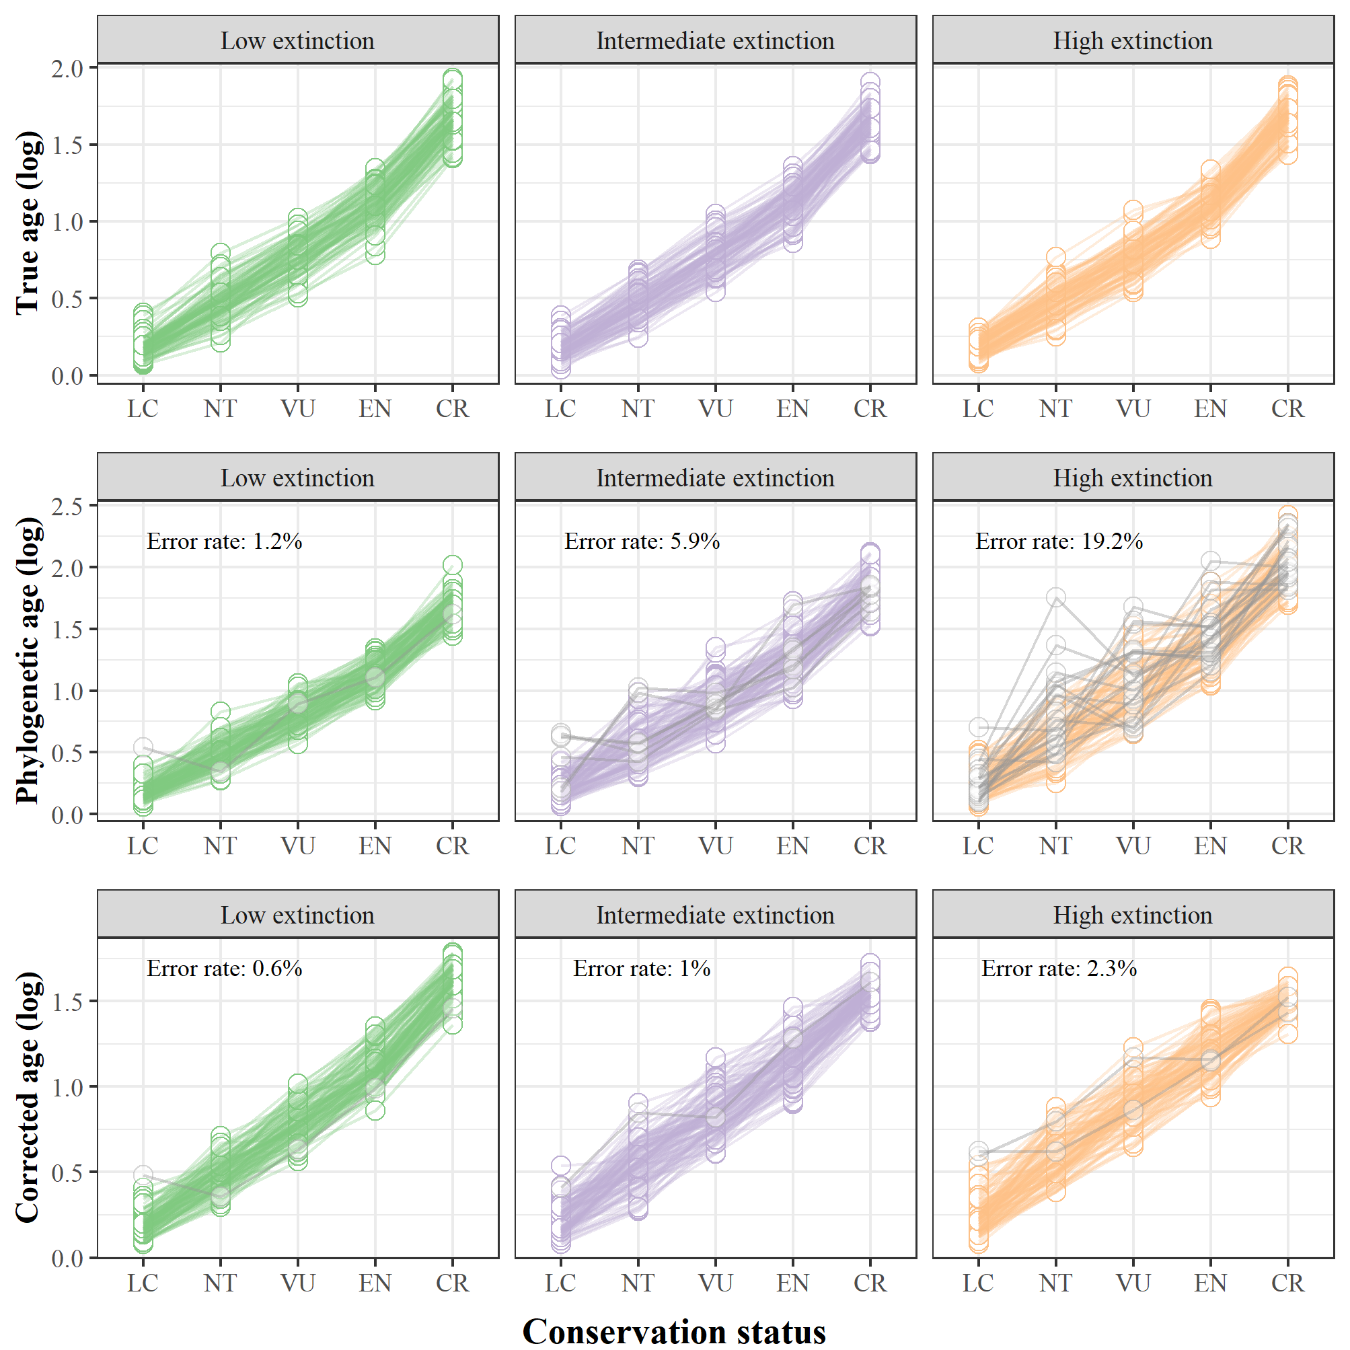 Low extinction Intermediate extinction High extinction
True age (log)
2.0
1.5
1.0
0.5
0.0
LC NT VU EN CR LC NT VU EN CR LC NT VU EN CR
Low extinction Intermediate extinction High extinction
Phylogenetic age (log)
2.5
Error rate: 1.2% Error rate: 5.9% Error rate: 19.2%
2.0
1.5
1.0
0.5
0.0
LC NT VU EN CR LC NT VU EN CR LC NT VU EN CR
Low extinction Intermediate extinction High extinction
Corrected age (log)
Error rate: 0.6% Error rate: 1% Error rate: 2.3%
1.5
1.0
0.5
0.0
LC NT VU EN CR LC NT VU EN CR LC NT VU EN CR
Conservation status